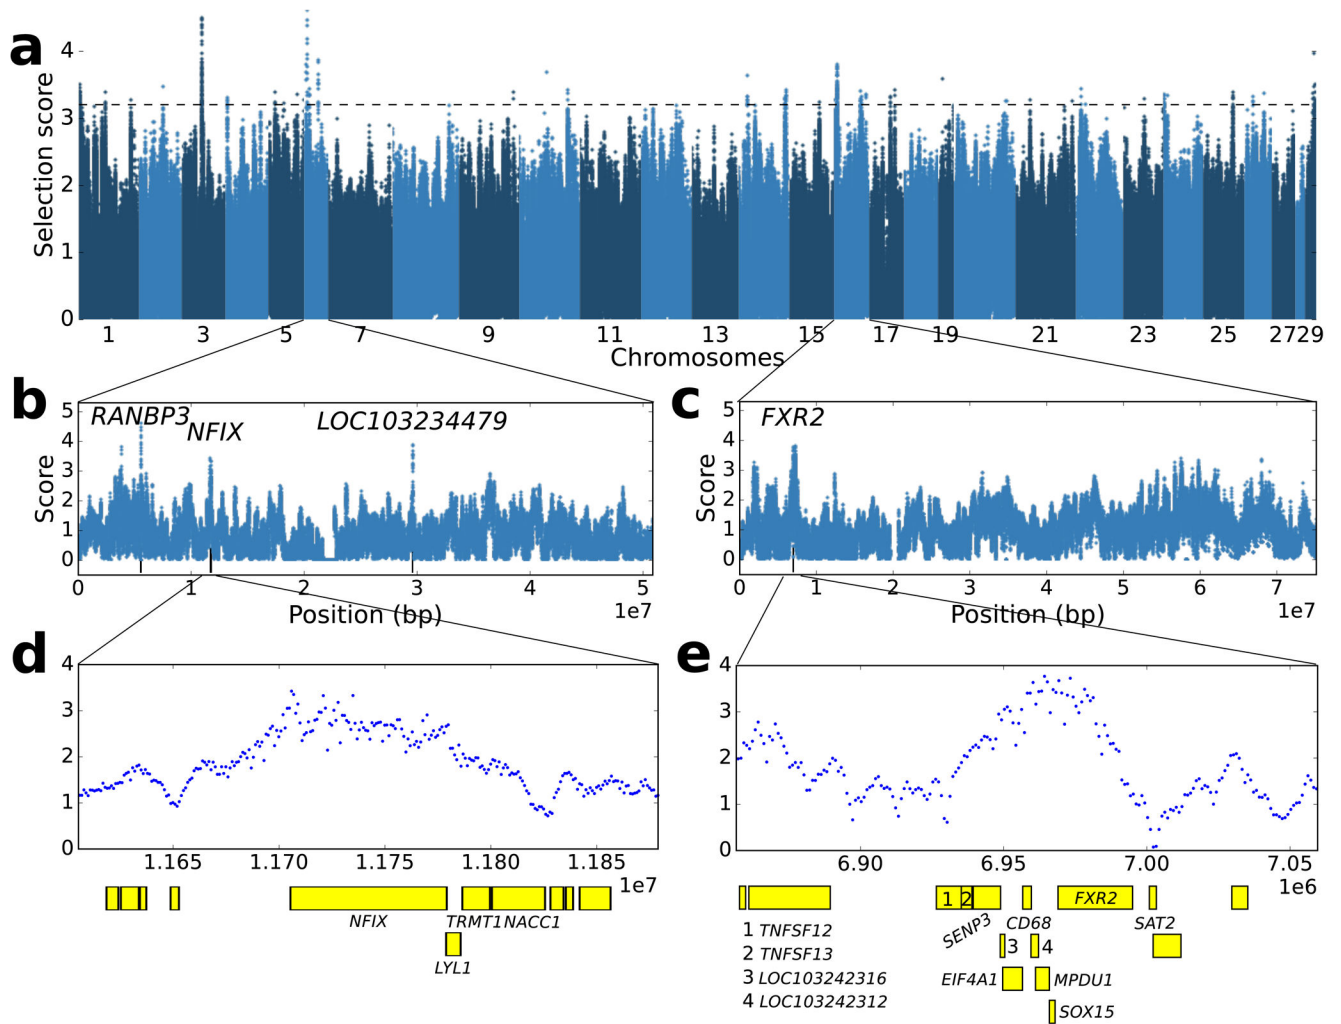 a
Selection score
4
3
2
1
0
1 3 5 7 9 11 13 15 17 19 21 23 25 2729
Chromosomes
b
RANBP3
NFIX
LOC103234479
Score
5
4
3
2
1
0
0 1 2 3 4 5
1e7
Position (bp)
c
FXR2
Score
5
4
3
2
1
0
0 1 2 3 4 5 6 7
1e7
Position (bp)
d
4
3
2
1
0
1.165 1.170 1.175 1.180 1.185
1e7
NFIX
TRMT1 NACC1
LYL1
e
4
3
2
1
0
6.90 6.95 7.00 7.05
1e6
1 2 FXR2
SENP3 CD68 SAT2
3 4
EIF4A1 MPDU1
SOX15
1 TNFSF12
2 TNFSF13
3 LOC103242316
4 LOC103242312